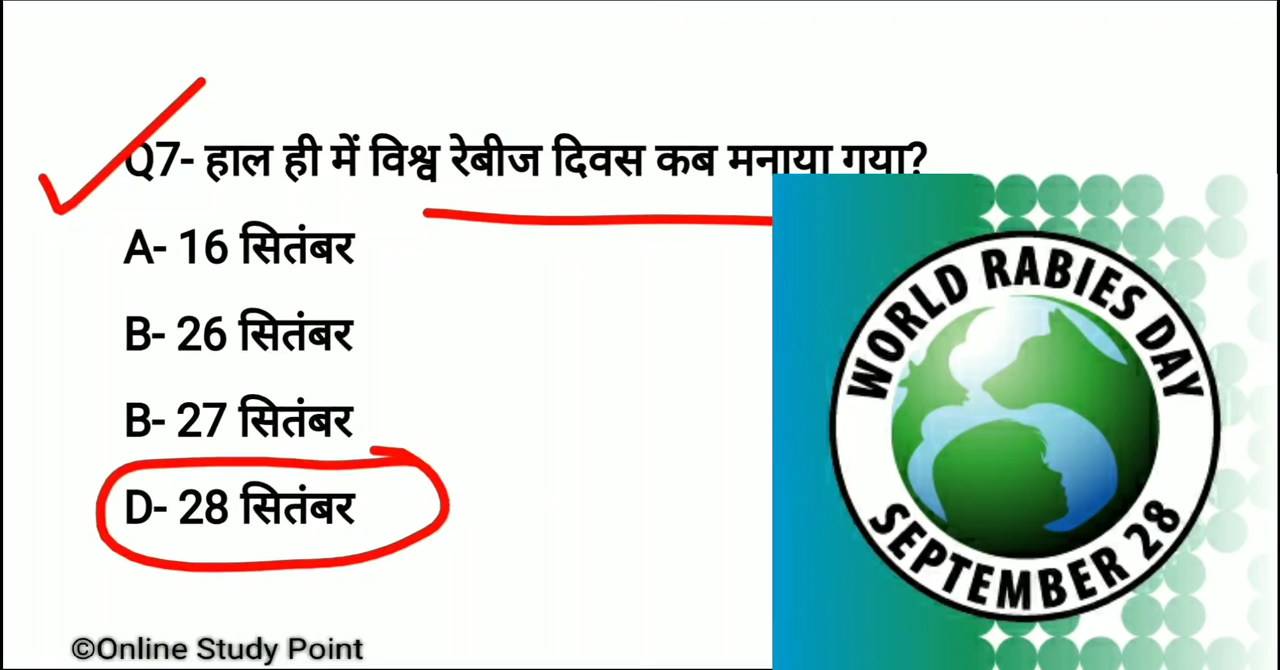 Q7- हाल ही में विश्व रेबीज दिवस कब मनाया गया?
A- 16 सितंबर
B- 26 सितंबर
B- 27 सितंबर
D- 28 सितंबर
WORLD RABIES DAY
SEPTEMBER 28
©Online Study Point